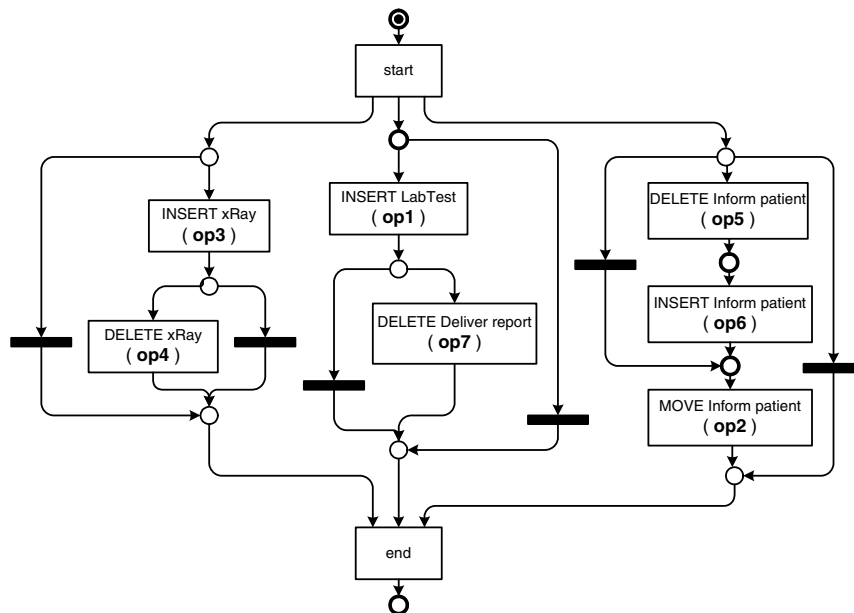 start
INSERT xRay
( op3 )
DELETE xRay
( op4 )
INSERT LabTest
( op1 )
DELETE Deliver report
( op7 )
DELETE Inform patient
( op5 )
INSERT Inform patient
( op6 )
MOVE Inform patient
( op2 )
end